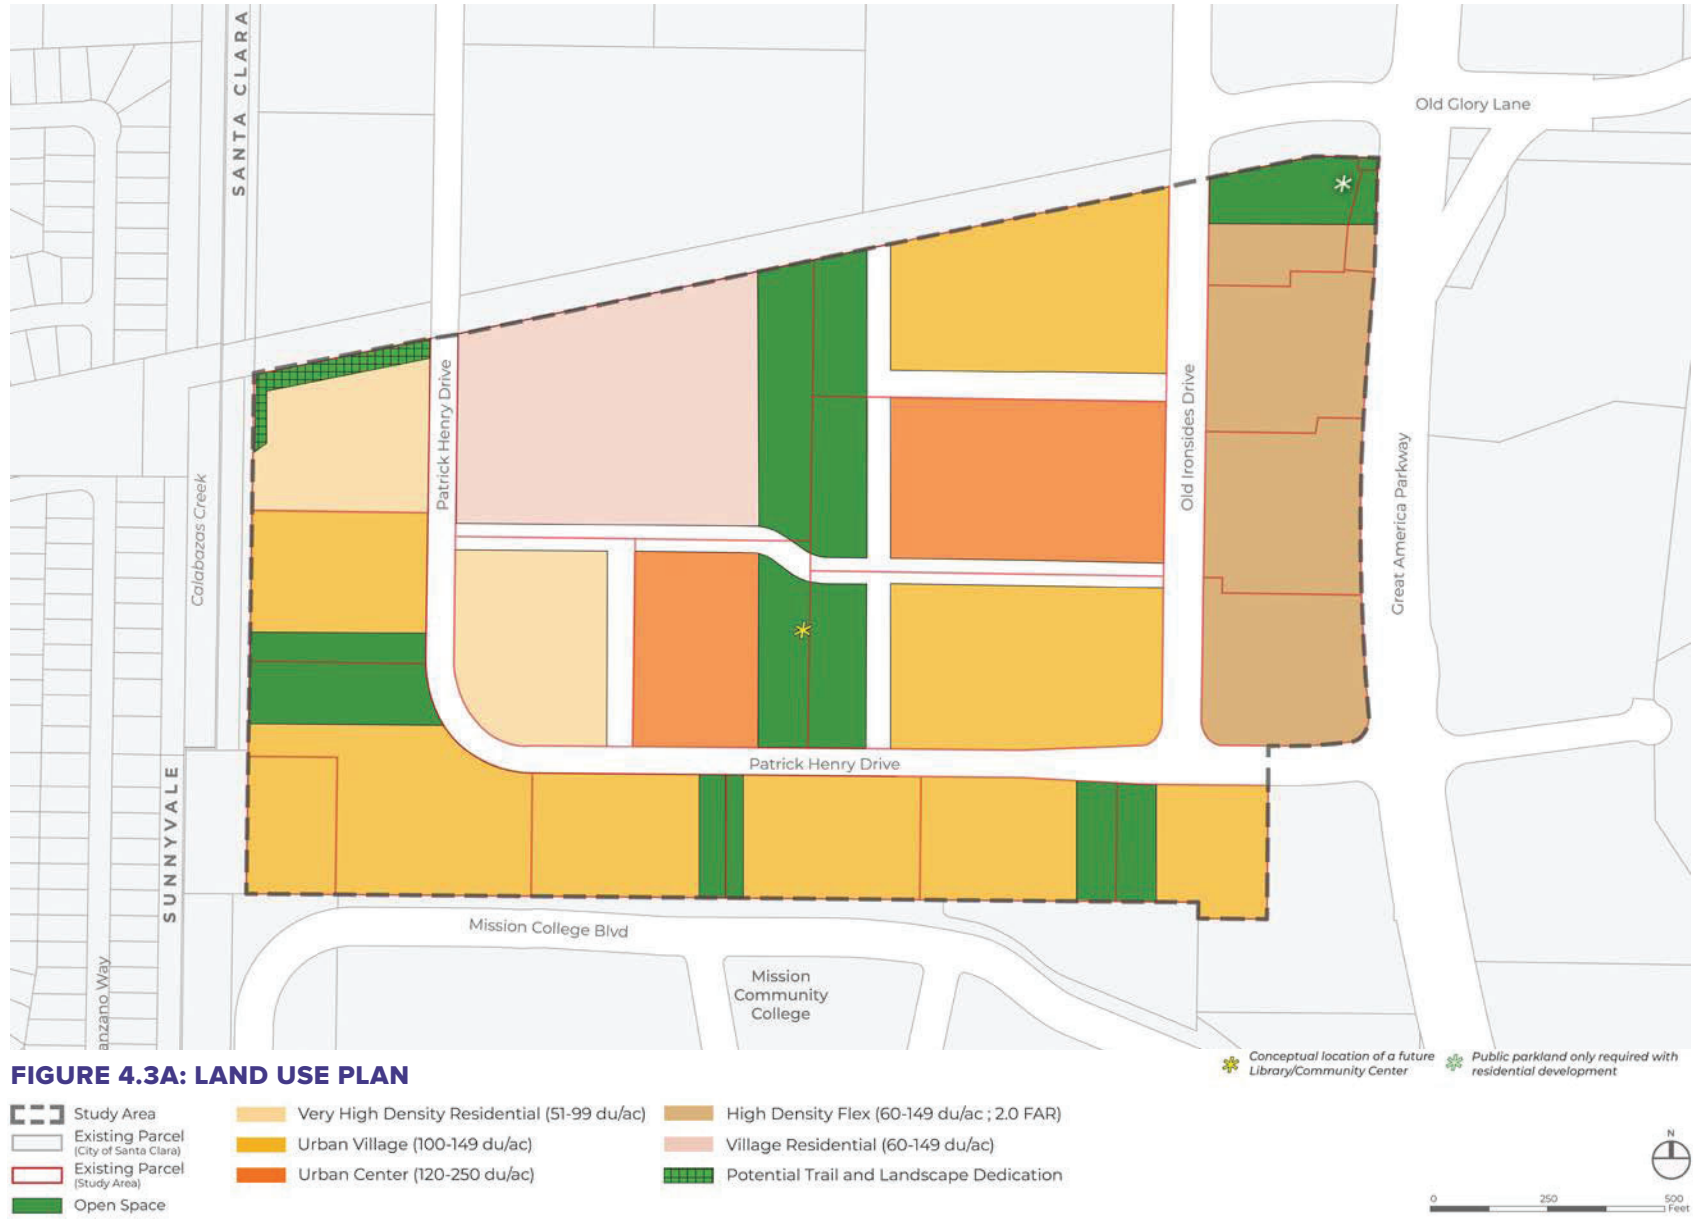 SANTA CLARA
Old Glory Lane
Patrick Henry Drive
Old Ironsides Drive
Great America Parkway
Calabazas Creek
Patrick Henry Drive
SUNNYVALE
Mission College Blvd
Mission
Community
College
anzano Way
Conceptual location of a future
Library/Community Center
Public parkland only required with
residential development
FIGURE 4.3A: LAND USE PLAN
Study Area
Existing Parcel
(City of Santa Clara)
Existing Parcel
(Study Area)
Open Space
Very High Density Residential (51-99 du/ac)
Urban Village (100-149 du/ac)
Urban Center (120-250 du/ac)
High Density Flex (60-149 du/ac ; 2.0 FAR)
Village Residential (60-149 du/ac)
Potential Trail and Landscape Dedication
N
0 250 500
Feet